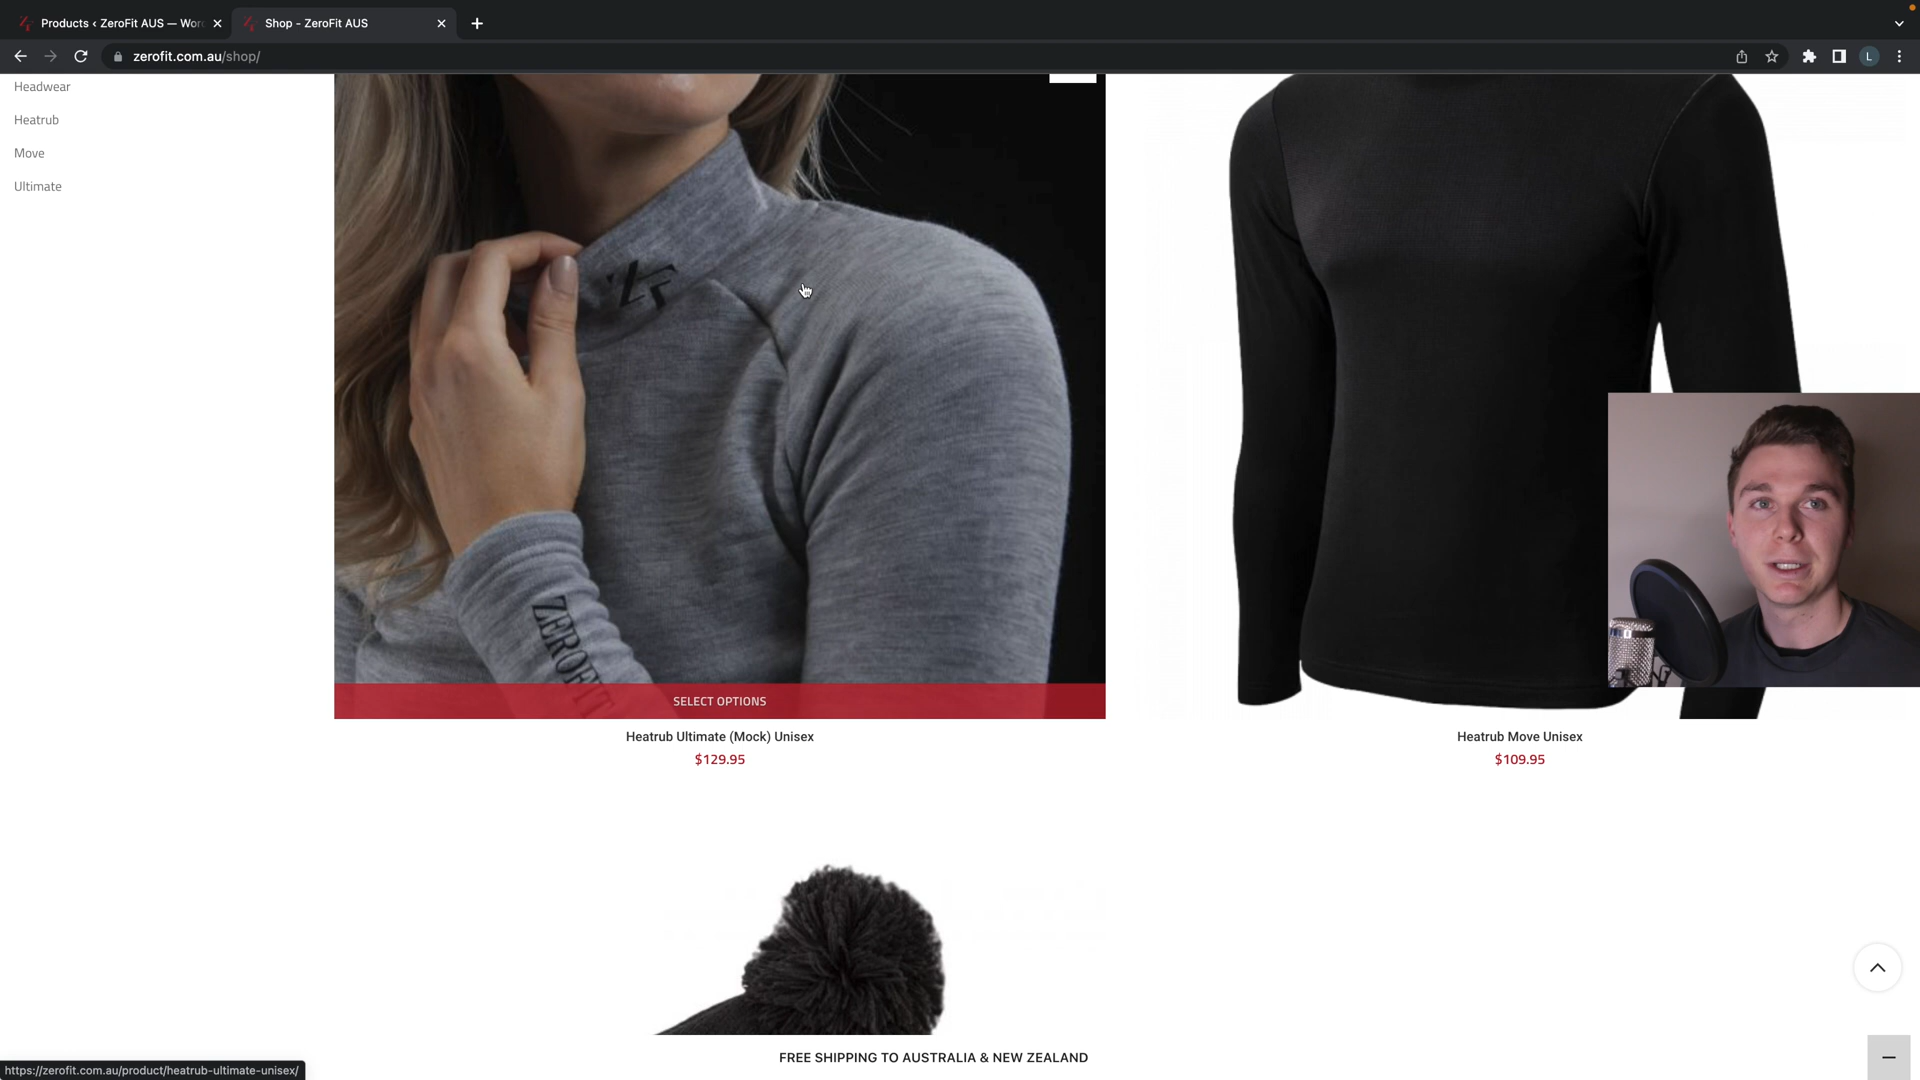 Products ‹ ZeroFit AUS — Wor
Shop - ZeroFit AUS
zerofit.com.au/shop/
L
Headwear
Heatrub
Move
Ultimate
ZF
ZEROFIT
SELECT OPTIONS
Heatrub Ultimate (Mock) Unisex
$129.95
Heatrub Move Unisex
$109.95
FREE SHIPPING TO AUSTRALIA & NEW ZEALAND
https://zerofit.com.au/product/heatrub-ultimate-unisex/